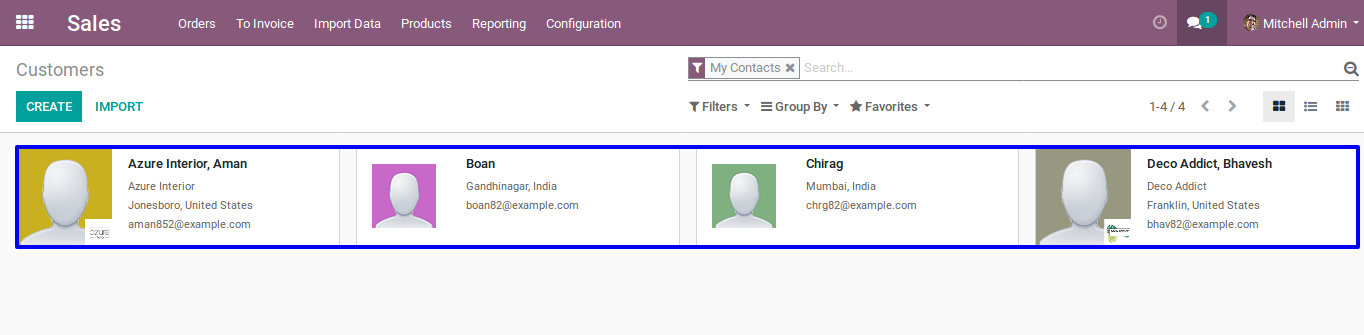 Sales Orders To Invoice Import Data Products Reporting Configuration 1 Mitchell Admin
Customers My Contacts Search...
CREATE IMPORT Filters Group By Favorites 1-4 / 4
Azure Interior, Aman
Azure Interior
Jonesboro, United States
aman852@example.com
azure
Boan
Gandhinagar, India
boan82@example.com
Chirag
Mumbai, India
chrg82@example.com
Deco Addict, Bhavesh
Deco Addict
Franklin, United States
bhav82@example.com